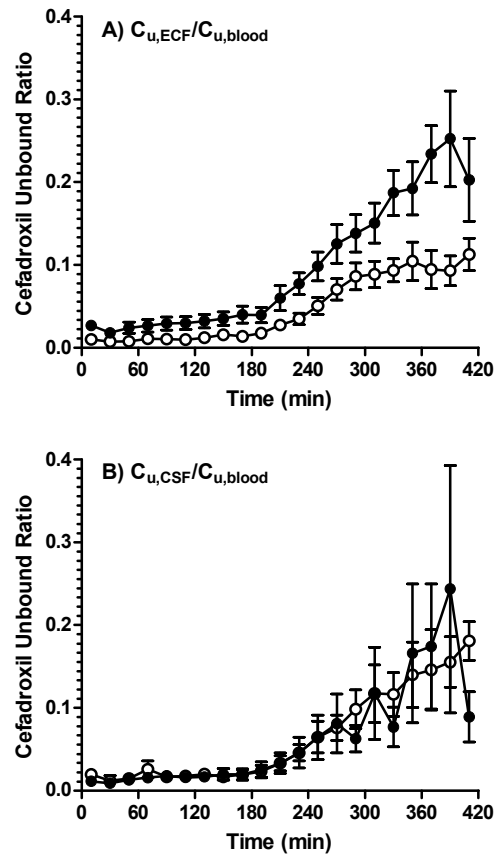 A) Cu,ECF/Cu,blood
Cefadroxil Unbound Ratio
0.4
0.3
0.2
0.1
0.0
0 60 120 180 240 300 360 420
Time (min)
B) Cu,CSF/Cu,blood
Cefadroxil Unbound Ratio
0.4
0.3
0.2
0.1
0.0
0 60 120 180 240 300 360 420
Time (min)